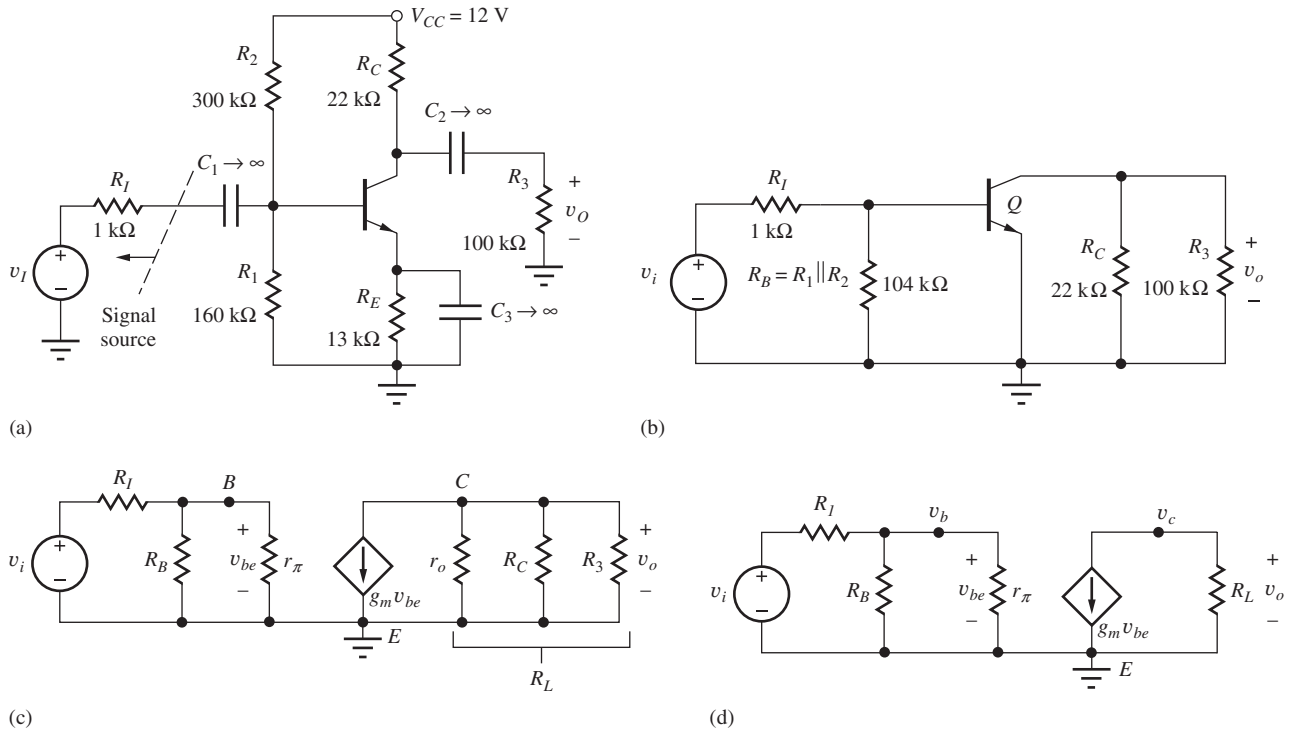 V_CC = 12 V
R_2
300 kΩ
R_C
22 kΩ
C_2 → ∞
C_1 → ∞
R_I
1 kΩ
R_3
100 kΩ
+
v_O
−
v_I
+
−
Signal
source
R_1
160 kΩ
R_E
13 kΩ
C_3 → ∞
(a)
R_I
1 kΩ
v_i
+
−
R_B = R_1 || R_2
104 kΩ
Q
R_C
22 kΩ
R_3
100 kΩ
+
v_o
−
(b)
R_I
B
C
v_i
+
−
R_B
+
v_be
−
r_π
g_m v_be
r_o
R_C
R_3
+
v_o
−
E
R_L
(c)
R_I
v_b
v_c
v_i
+
−
R_B
+
v_be
−
r_π
g_m v_be
R_L
+
v_o
−
E
(d)